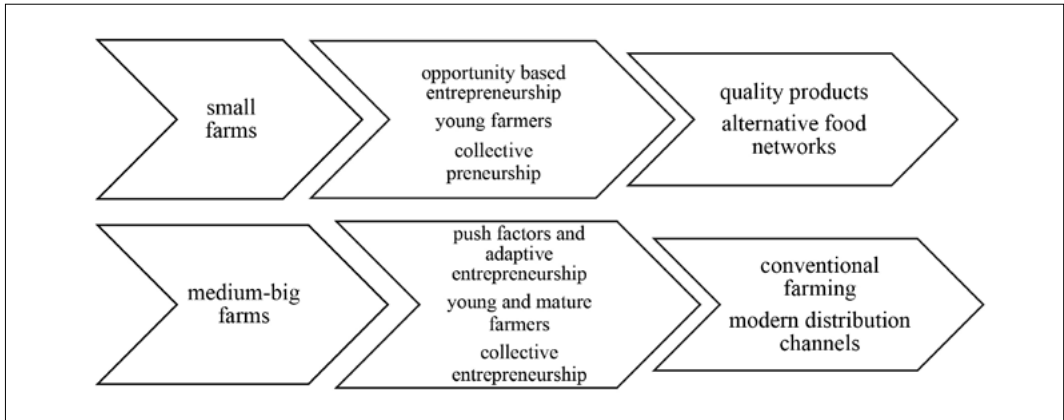 small
farms
opportunity based
entrepreneurship
young farmers
collective
preneurship
quality products
alternative food
networks
medium-big
farms
push factors and
adaptive
entrepreneurship
young and mature
farmers
collective
entrepreneurship
conventional
farming
modern distribution
channels